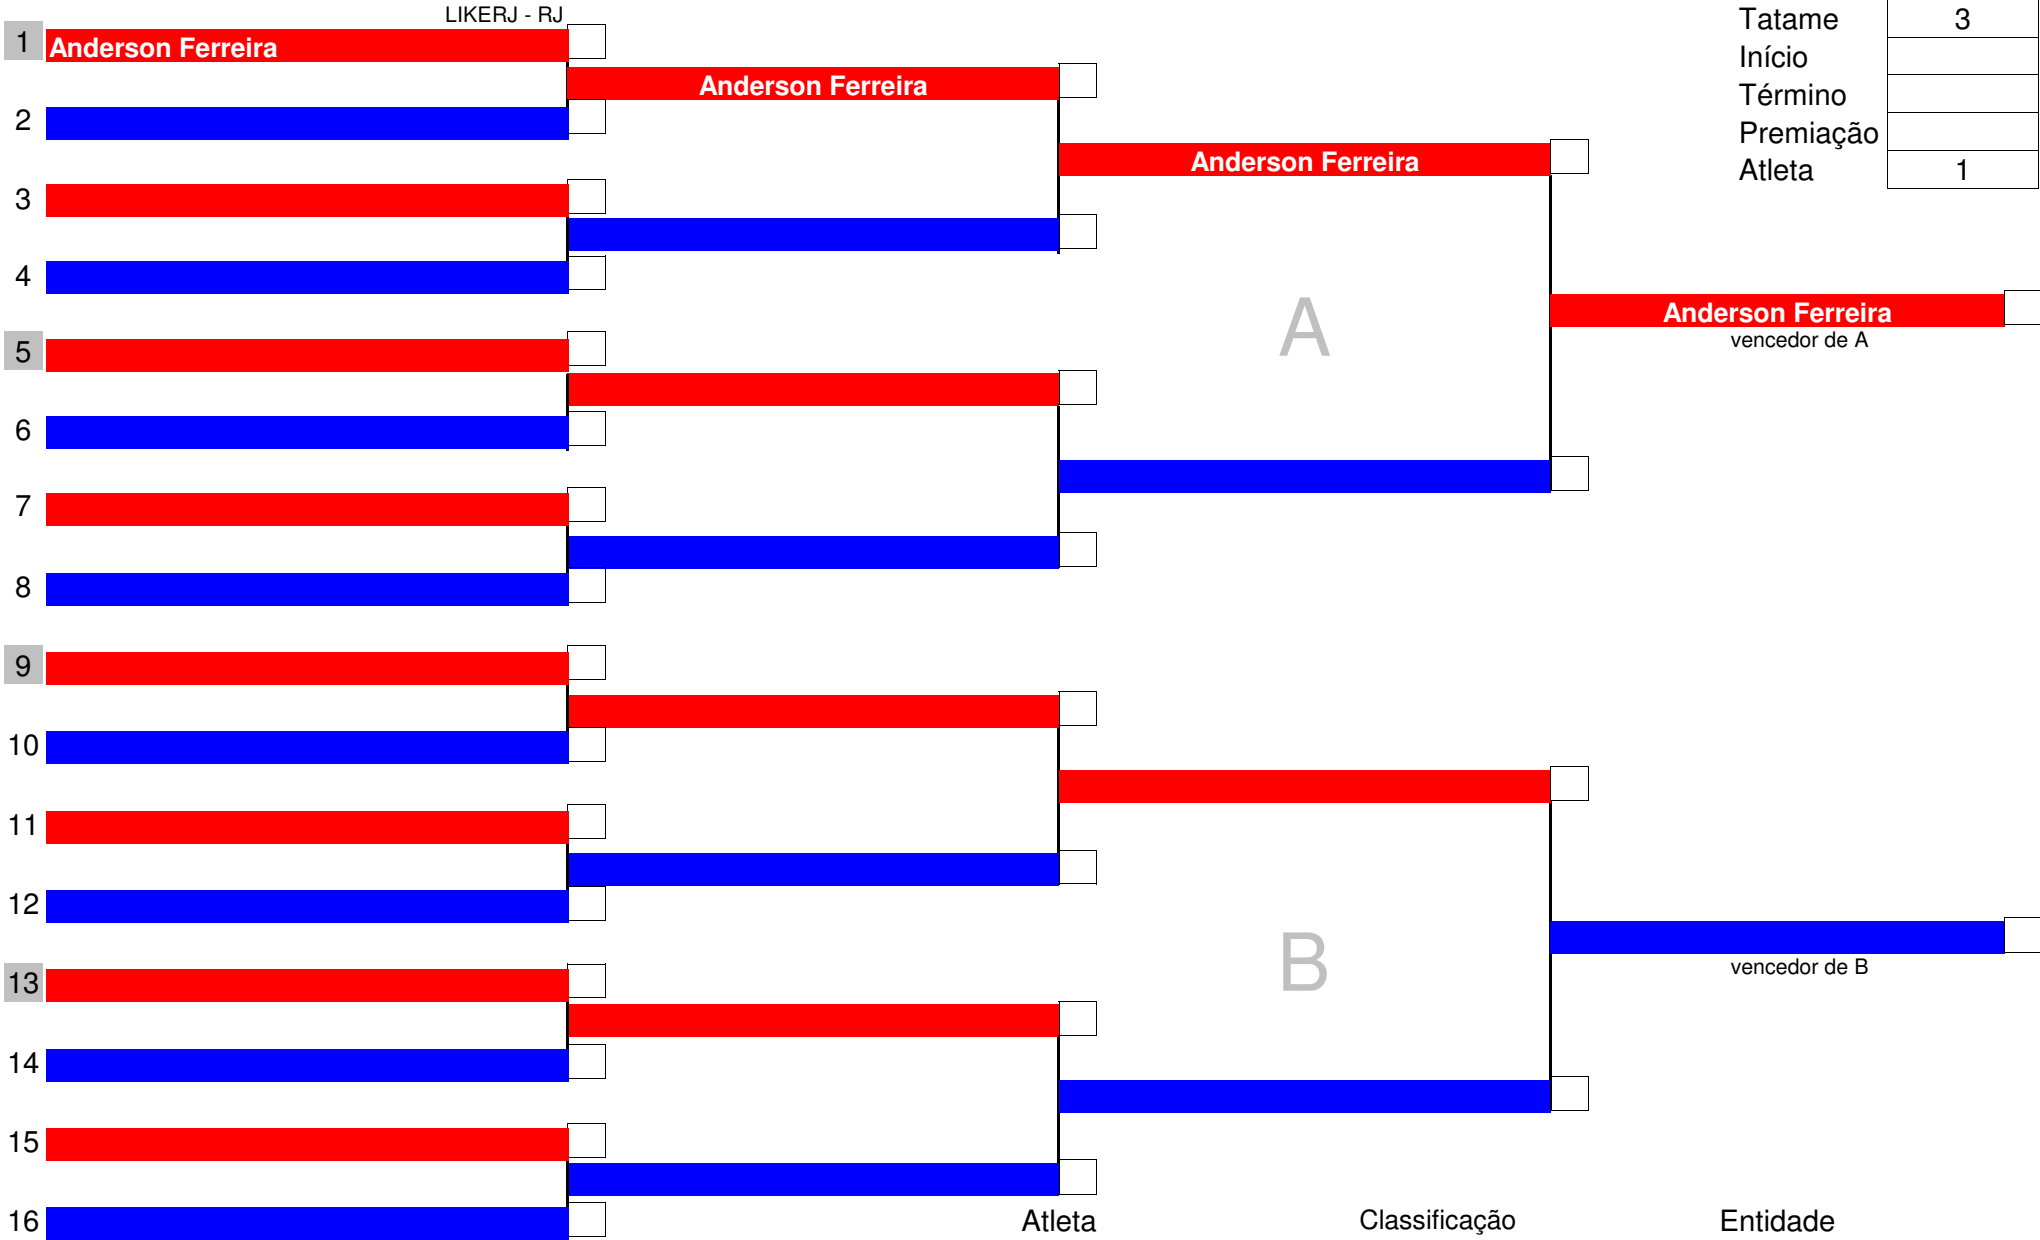 LIKERJ - RJ
Tatame 3
1 Anderson Ferreira
Início
Anderson Ferreira
Término
2
Premiação
Anderson Ferreira
Atleta 1
3
4
Anderson Ferreira
A
vencedor de A
5
6
7
8
9
10
11
12
B
vencedor de B
13
14
15
16
Atleta Classificação Entidade